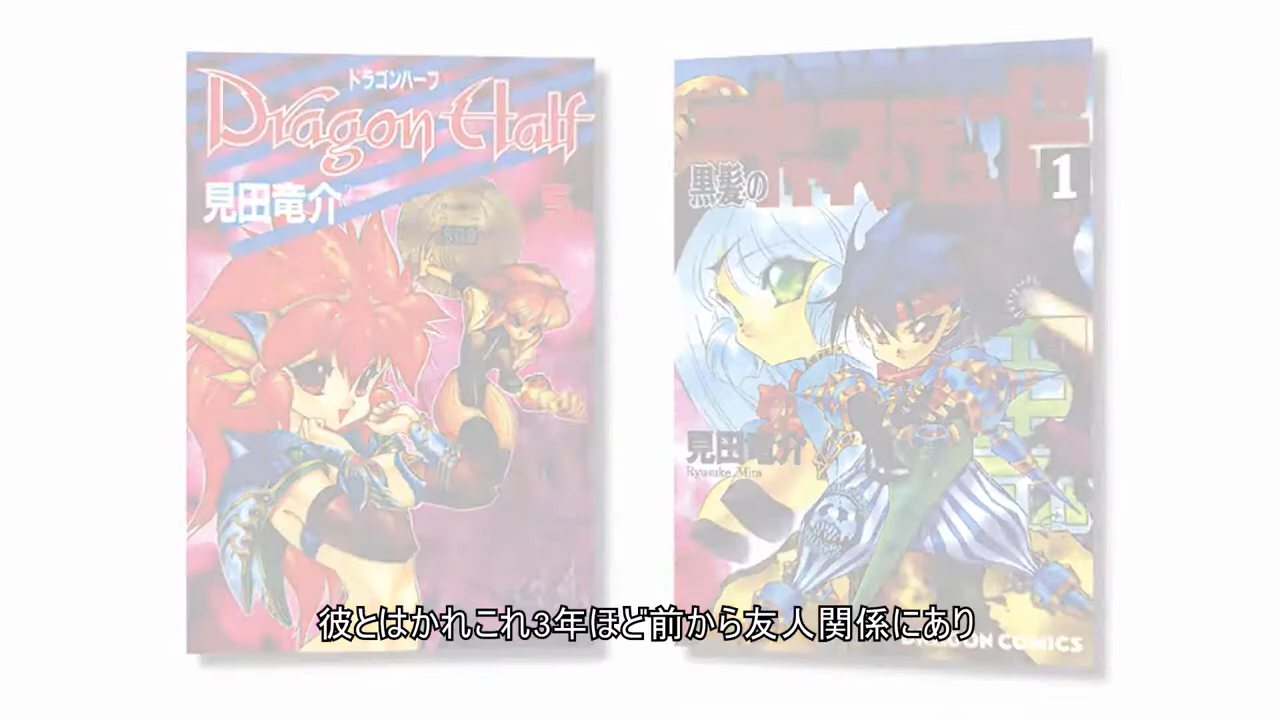 ドラゴンハーフ
Dragon Half
見田竜介
5
黒髪の
1
見田竜介
Ryusuke Mita
DRAGON COMICS
彼とはかれこれ3年ほど前から友人関係にあり